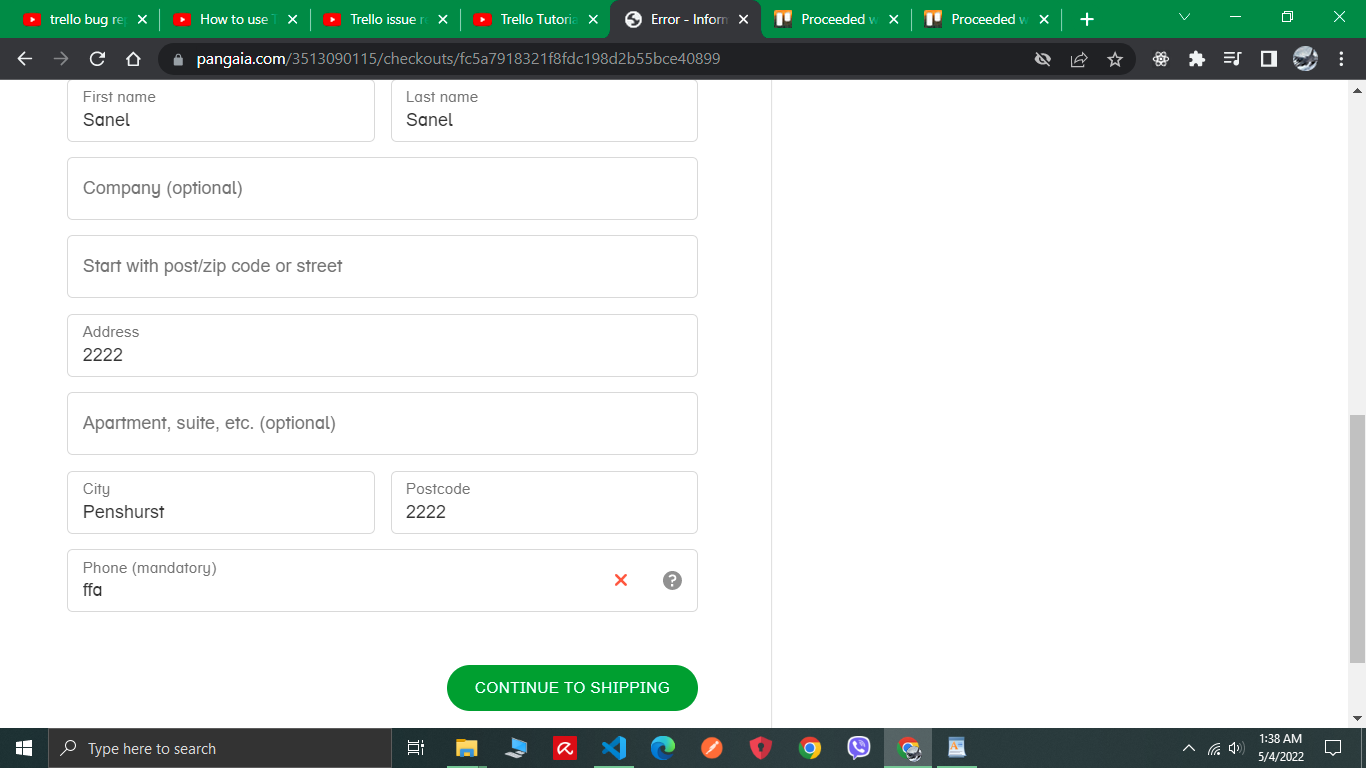 trello bug re
How to use T
Trello issue r
Trello Tutoria
Error - Inform
Proceeded w
Proceeded w
pangaia.com/3513090115/checkouts/fc5a7918321f8fdc198d2b55bce40899
First name
Sanel
Last name
Sanel
Company (optional)
Start with post/zip code or street
Address
2222
Apartment, suite, etc. (optional)
City
Penshurst
Postcode
2222
Phone (mandatory)
ffa
?
CONTINUE TO SHIPPING
Type here to search
1:38 AM
5/4/2022